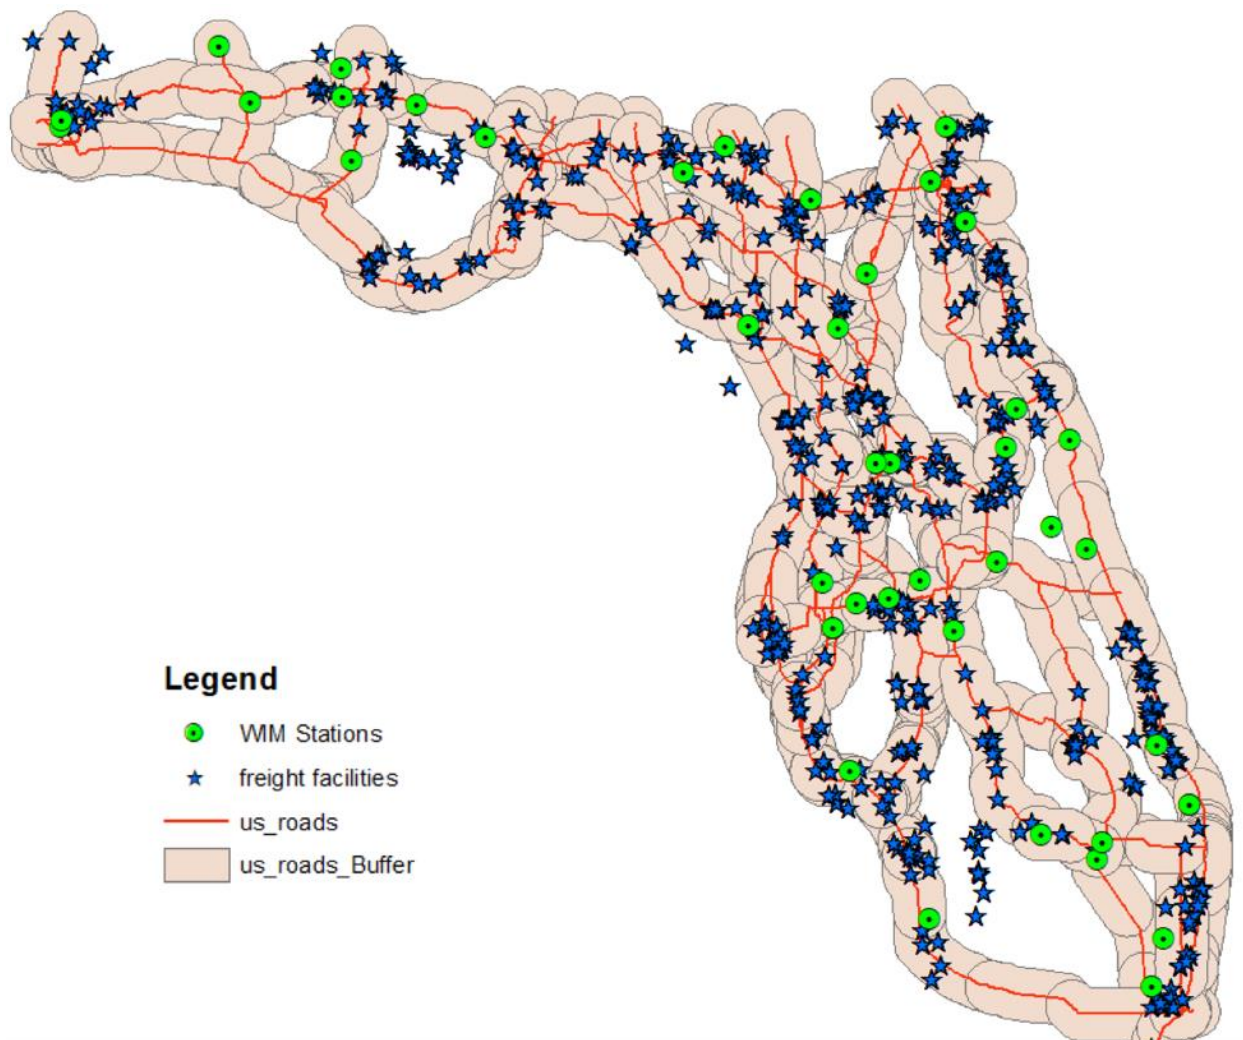 Legend
WIM Stations
freight facilities
us_roads
us_roads_Buffer